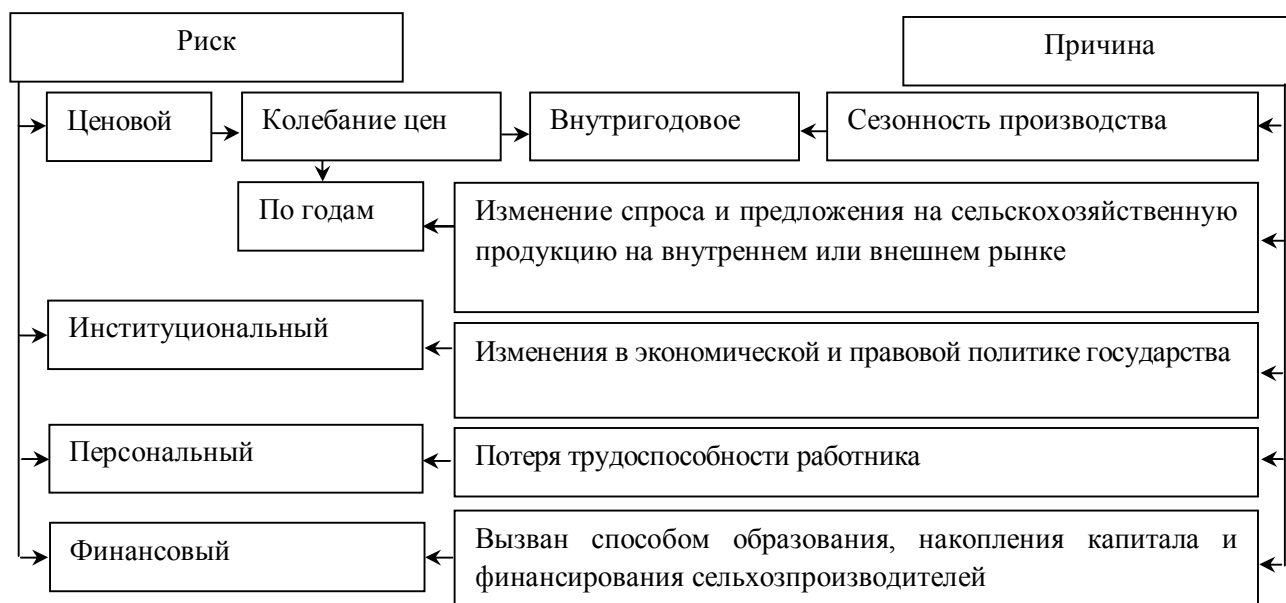 Риск
Причина
Ценовой
Колебание цен
Внутригодовое
Сезонность производства
По годам
Изменение спроса и предложения на сельскохозяйственную
продукцию на внутреннем или внешнем рынке
Институциональный
Изменения в экономической и правовой политике государства
Персональный
Потеря трудоспособности работника
Финансовый
Вызван способом образования, накопления капитала и
финансирования сельхозпроизводителей